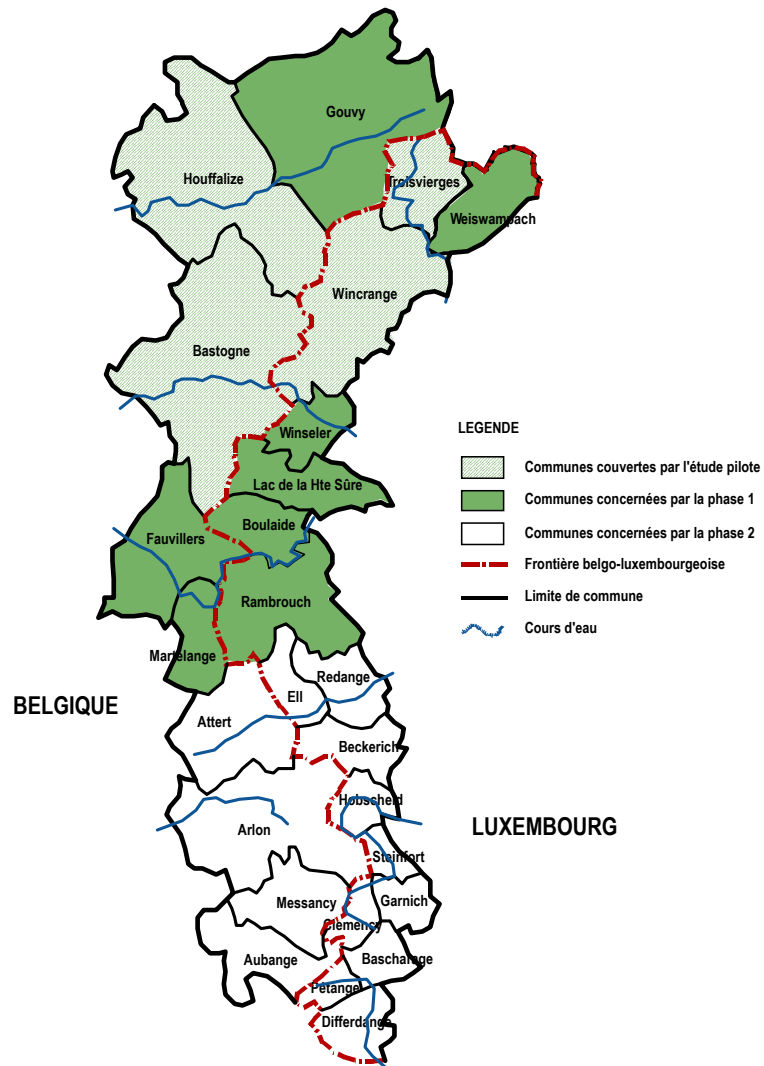 Gouvy
Houffalize
Troisvierges
Weiswampach
Wincrange
Bastogne
Winseler
LEGENDE
Communes couvertes par l'étude pilote
Communes concernées par la phase 1
Communes concernées par la phase 2
Frontière belgo-luxembourgeoise
Limite de commune
Cours d'eau
Lac de la Hte Sûre
Boulaide
Fauvillers
Rambrouch
Martelange
Redange
Ell
BELGIQUE
Attert
Beckerich
Hobscheid
LUXEMBOURG
Arlon
Steinfort
Messancy
Garnich
Clemency
Aubange
Bascharage
Pétange
Differdange